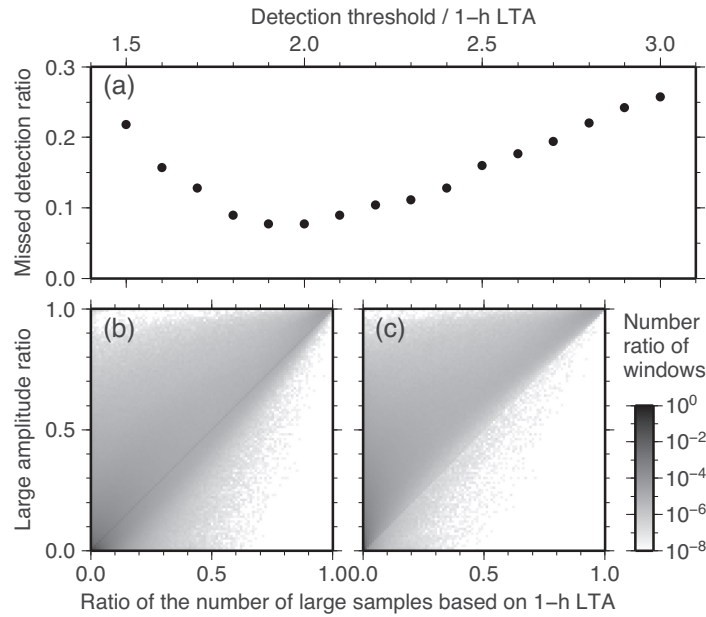 Detection threshold / 1−h LTA
1.5 2.0 2.5 3.0
(a)
Missed detection ratio
0.3
0.2
0.1
0.0
(b)
(c)
Large amplitude ratio
1.0
0.5
0.0
0.0 0.5 1.0
0.0 0.5 1.0
Ratio of the number of large samples based on 1−h LTA
Number
ratio of
windows
10⁰
10⁻²
10⁻⁴
10⁻⁶
10⁻⁸